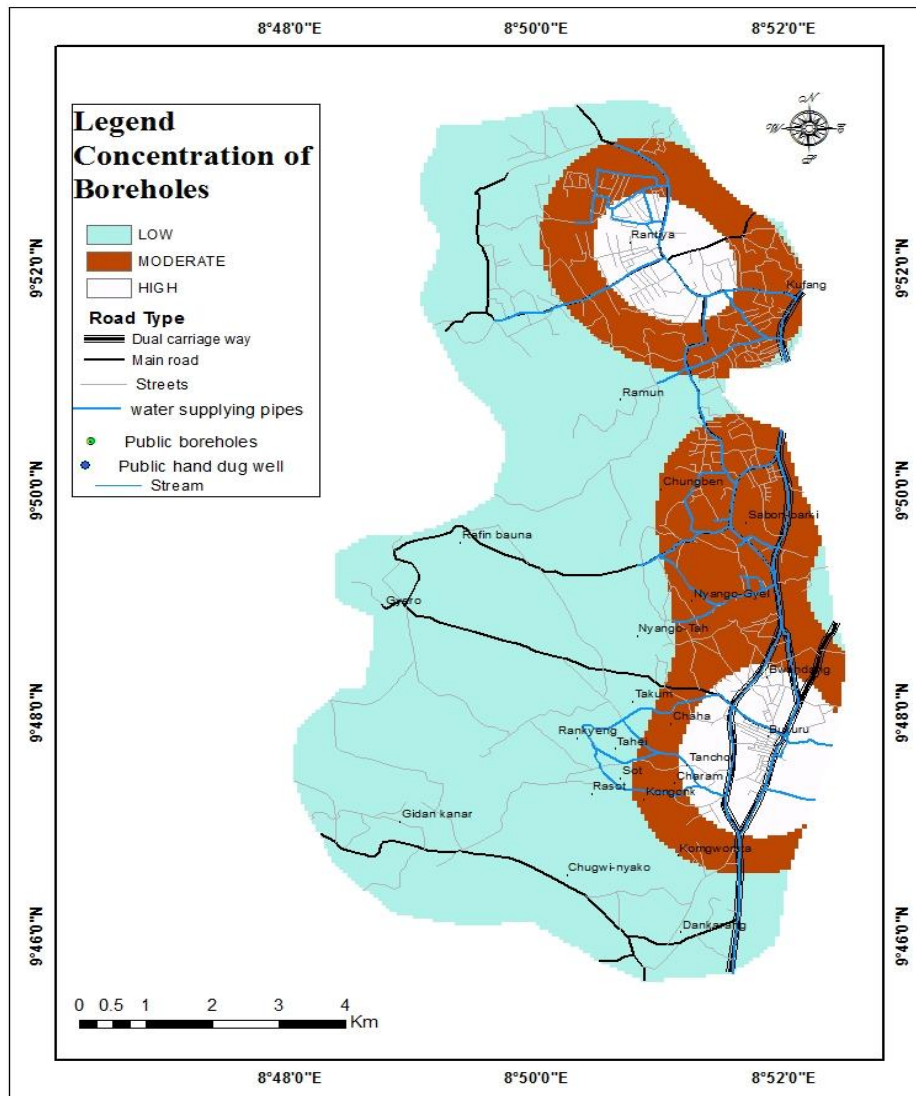 8°48'0"E 8°50'0"E 8°52'0"E
N
W E
S
Legend
Concentration of
Boreholes
LOW
MODERATE
HIGH
Road Type
Dual carriage way
Main road
Streets
water supplying pipes
Public boreholes
Public hand dug well
Stream
9°52'0"N 9°52'0"N
9°50'0"N 9°50'0"N
9°48'0"N 9°48'0"N
9°46'0"N 9°46'0"N
Rantya
Kufang
Ramuh
Chungben
Sabon-barki
Rafin bauna
Gyero
Nyango-Gyel
Nyango-Tah
Bwandang
Takum
Chaha
Rankyeng
Bukuru
Tahei
Tanchol
Sot
Charam
Rasot
Kongonk
Gidan kanar
Komgworita
Chugwi-nyako
Dankarang
0 0.5 1 2 3 4
Km
8°48'0"E 8°50'0"E 8°52'0"E